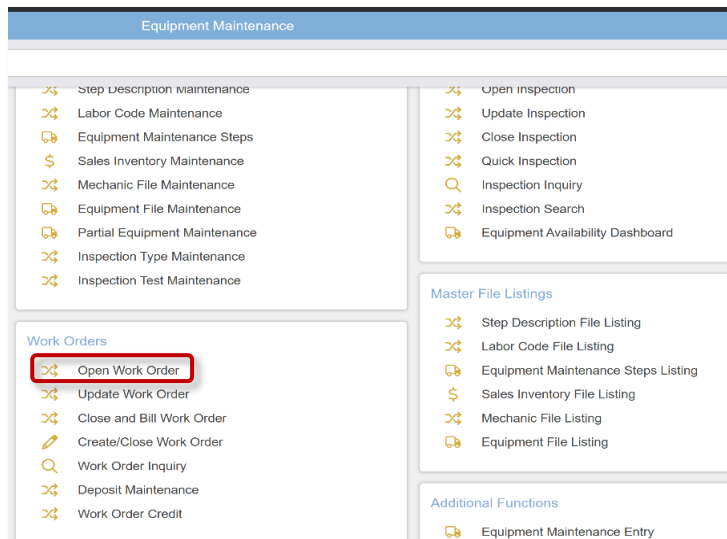 Equipment Maintenance
Step Description Maintenance
Labor Code Maintenance
Equipment Maintenance Steps
Sales Inventory Maintenance
Mechanic File Maintenance
Equipment File Maintenance
Partial Equipment Maintenance
Inspection Type Maintenance
Inspection Test Maintenance
Work Orders
Open Work Order
Update Work Order
Close and Bill Work Order
Create/Close Work Order
Work Order Inquiry
Deposit Maintenance
Work Order Credit
Open Inspection
Update Inspection
Close Inspection
Quick Inspection
Inspection Inquiry
Inspection Search
Equipment Availability Dashboard
Master File Listings
Step Description File Listing
Labor Code File Listing
Equipment Maintenance Steps Listing
Sales Inventory File Listing
Mechanic File Listing
Equipment File Listing
Additional Functions
Equipment Maintenance Entry